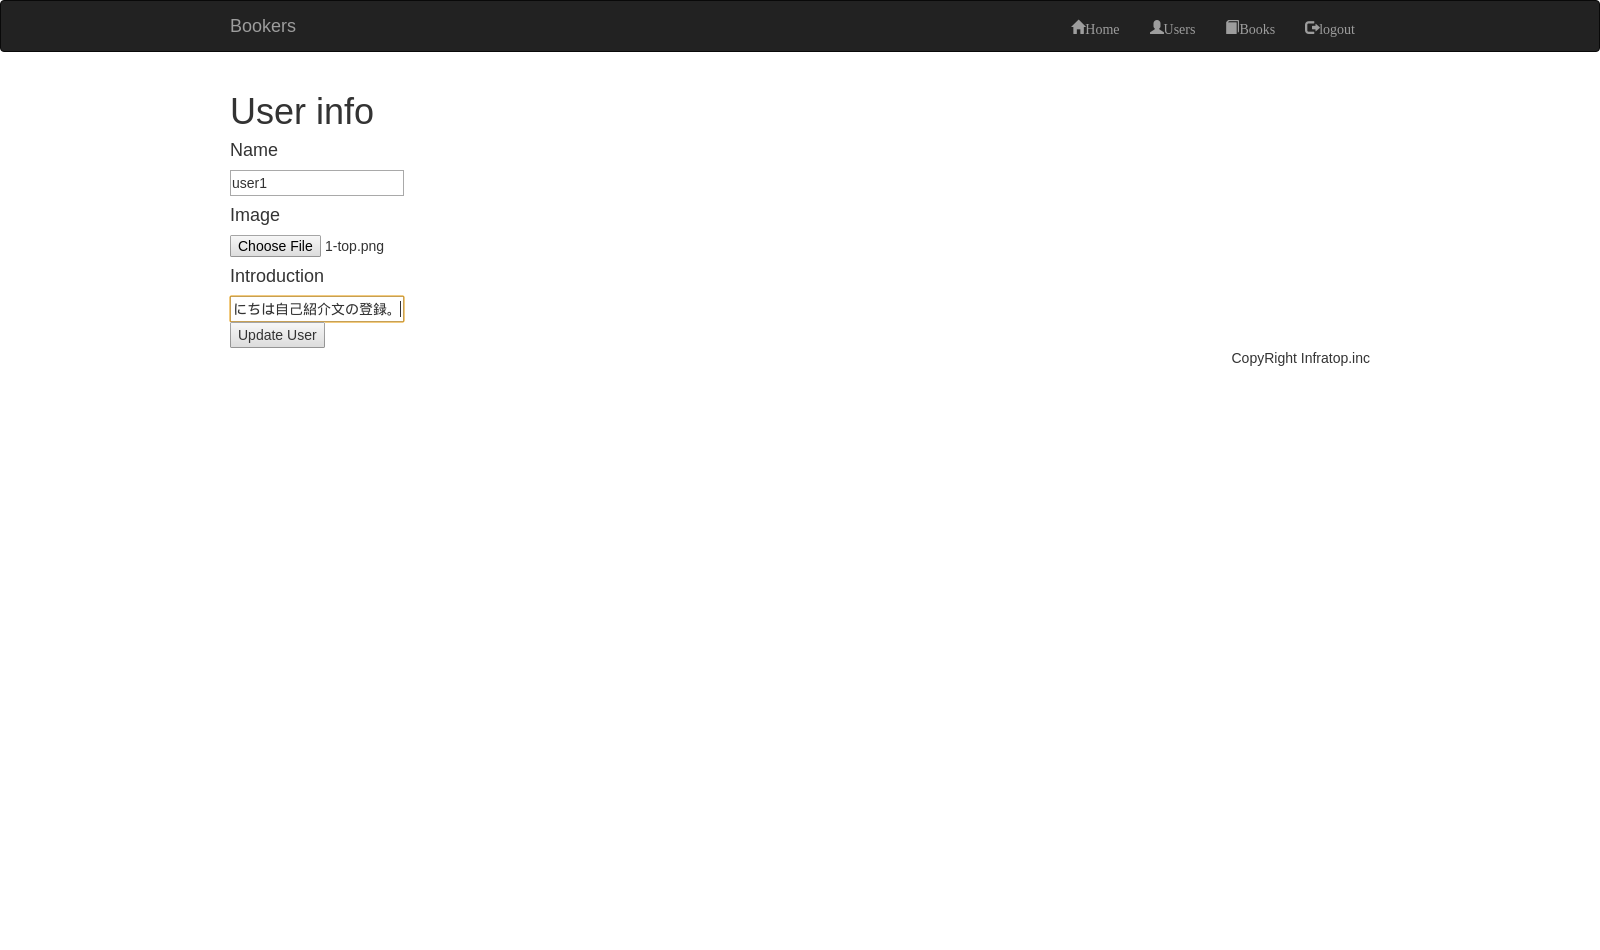 Bookers Home Users Books logout
User info
Name
user1
Image
Choose File 1-top.png
Introduction
にちは自己紹介文の登録。
Update User
CopyRight Infratop.inc